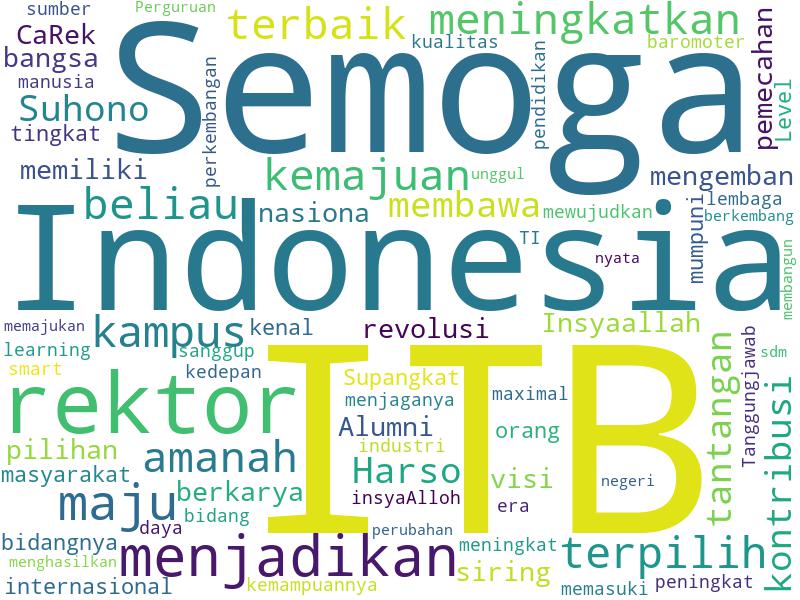 sumber
Perguruan
terbaik
meningkatkan
CaRek
kualitas
baromoter
bangsa
Semoga
manusia
Suhono
tingkat
perkembangan
pendidikan
pemecahan
Level
memiliki
kemajuan
unggul
mengemban
beliau
nasiona
membawa
mewujudkan
mumpuni
lembaga
berkembang
Indonesia
TI
nyata
membangun
memajukan
kampus
kenal
revolusi
Insyaallah
learning
sanggup
smart
kedepan
ITB
tantangan
Tanggungjawab
sdm
rektor
Supangkat
menjaganya
maximal
kontribusi
Alumni
orang
pilihan
amanah
industri
masyarakat
Harso
visi
negeri
maju
berkarya
insyaAlloh
era
bidang
daya
perubahan
bidangnya
menjadikan
meningkat
terpilih
menghasilkan
siring
internasional
kemampuannya
memasuki
peningkat